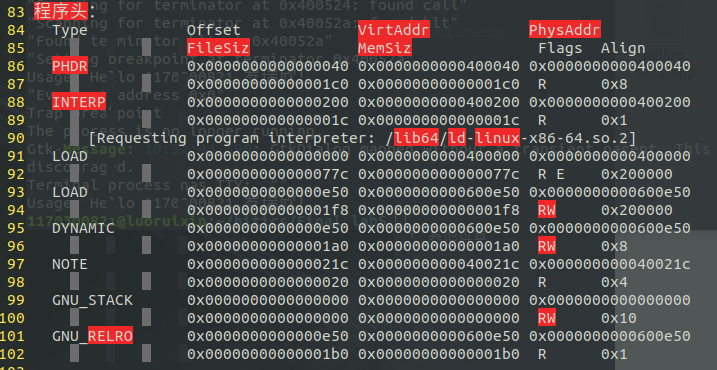 83 程序头：
84 Type Offset VirtAddr PhysAddr
85 FileSiz MemSiz Flags Align
86 PHDR 0x0000000000000040 0x0000000000400040 0x0000000000400040
87 0x00000000000001c0 0x00000000000001c0 R 0x8
88 INTERP 0x0000000000000200 0x0000000000400200 0x0000000000400200
89 0x000000000000001c 0x000000000000001c R 0x1
90 [Requesting program interpreter: /lib64/ld-linux-x86-64.so.2]
91 LOAD 0x0000000000000000 0x0000000000400000 0x0000000000400000
92 0x000000000000077c 0x000000000000077c R E 0x200000
93 LOAD 0x0000000000000e50 0x0000000000600e50 0x0000000000600e50
94 0x00000000000001f8 0x00000000000001f8 RW 0x200000
95 DYNAMIC 0x0000000000000e50 0x0000000000600e50 0x0000000000600e50
96 0x00000000000001a0 0x00000000000001a0 RW 0x8
97 NOTE 0x000000000000021c 0x000000000040021c 0x000000000040021c
98 0x0000000000000020 0x0000000000000020 R 0x4
99 GNU_STACK 0x0000000000000000 0x0000000000000000 0x0000000000000000
100 0x0000000000000000 0x0000000000000000 RW 0x10
101 GNU_RELRO 0x0000000000000e50 0x0000000000600e50 0x0000000000600e50
102 0x00000000000001b0 0x00000000000001b0 R 0x1